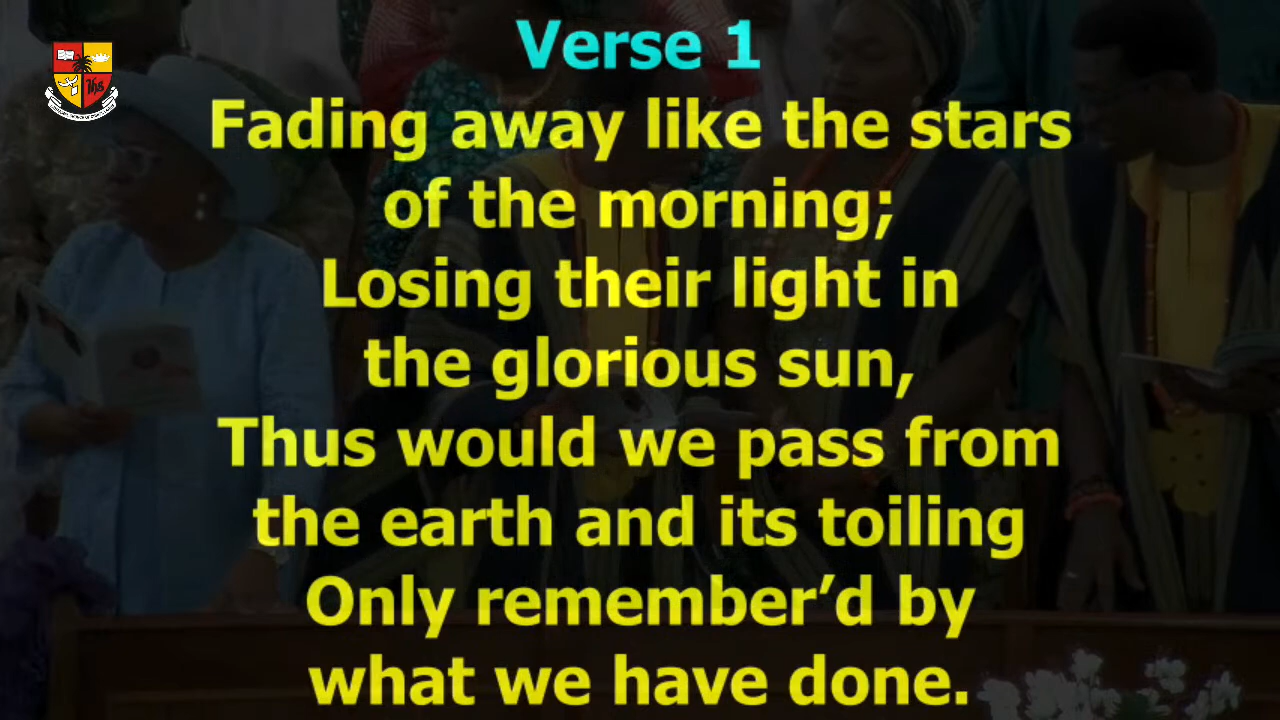 Verse 1
Fading away like the stars
of the morning;
Losing their light in
the glorious sun,
Thus would we pass from
the earth and its toiling
Only remember’d by
what we have done.